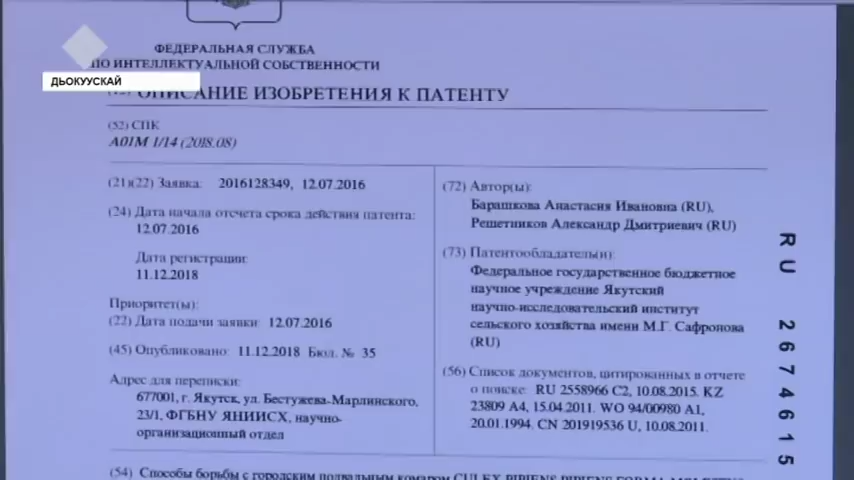 ФЕДЕРАЛЬНАЯ СЛУЖБА
ПО ИНТЕЛЛЕКТУАЛЬНОЙ СОБСТВЕННОСТИ
ДЬОКУУСКАЙ
ОПИСАНИЕ ИЗОБРЕТЕНИЯ К ПАТЕНТУ
(52) СПК
A01M 1/14 (2018.08)
(21)(22) Заявка: 2016128349, 12.07.2016
(24) Дата начала отсчета срока действия патента:
12.07.2016
Дата регистрации:
11.12.2018
Приоритет(ы):
(22) Дата подачи заявки: 12.07.2016
(45) Опубликовано: 11.12.2018 Бюл. № 35
Адрес для переписки:
677001, г. Якутск, ул. Бестужева-Марлинского,
23/1, ФГБНУ ЯНИИСХ, научно-
организационный отдел
(72) Автор(ы):
Барашкова Анастасия Ивановна (RU),
Решетников Александр Дмитриевич (RU)
(73) Патентообладатель(и):
Федеральное государственное бюджетное
научное учреждение Якутский
научно-исследовательский институт
сельского хозяйства имени М.Г. Сафронова
(RU)
(56) Список документов, цитированных в отчете
о поиске: RU 2558966 C2, 10.08.2015. KZ
23809 A4, 15.04.2011. WO 94/00980 A1,
20.01.1994. CN 201919536 U, 10.08.2011.
RU 2674615
(54) Способы борьбы с городским подвальным комаром CULEX PIPIENS PIPIENS FORMA